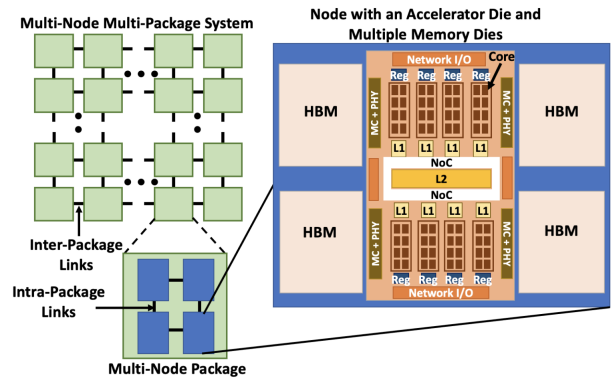 Multi-Node Multi-Package System
Inter-Package
Links
Intra-Package
Links
Multi-Node Package
Node with an Accelerator Die and
Multiple Memory Dies
Network I/O
Core
Reg Reg Reg Reg
HBM
MC + PHY
MC + PHY
HBM
L1 L1 L1 L1
NoC
L2
NoC
L1 L1 L1 L1
HBM
MC + PHY
MC + PHY
HBM
Reg Reg Reg Reg
Network I/O